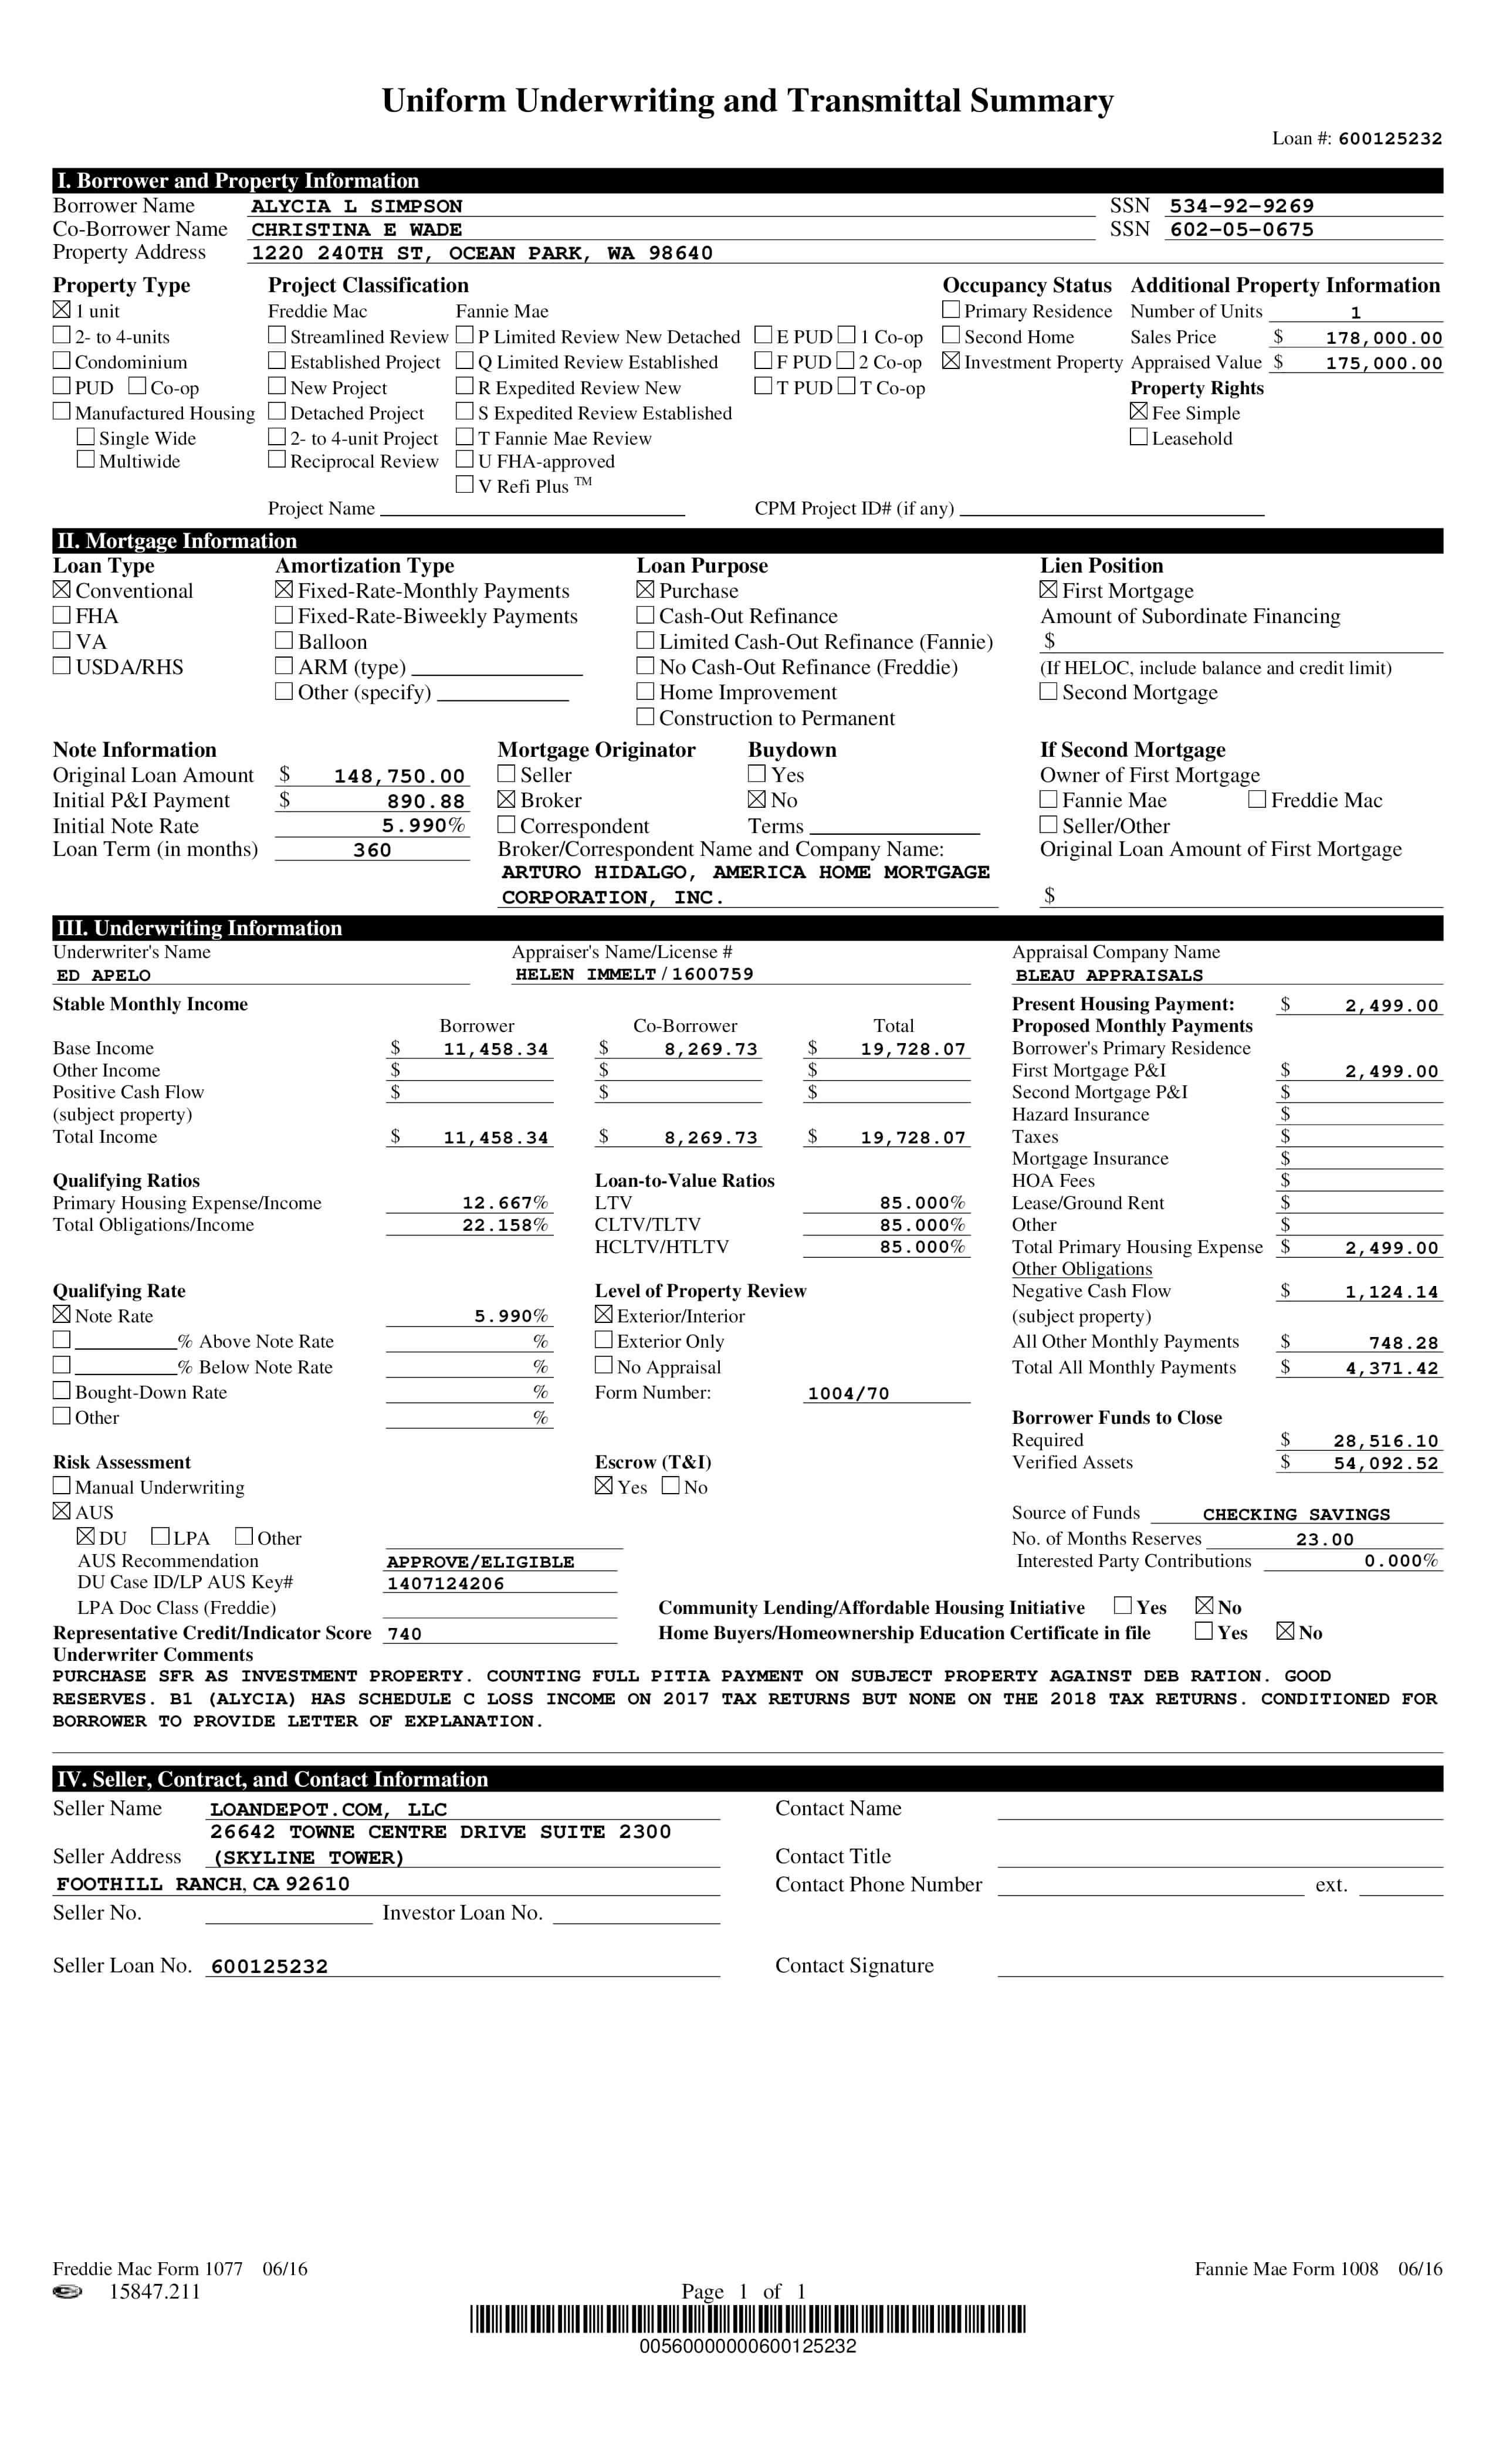 Uniform Underwriting and Transmittal Summary
Loan #: 600125232
I. Borrower and Property Information
Borrower Name ALYCIA L SIMPSON SSN 534-92-9269
Co-Borrower Name CHRISTINA E WADE SSN 602-05-0675
Property Address 1220 240TH ST, OCEAN PARK, WA 98640
Property Type Project Classification Occupancy Status Additional Property Information
☒ 1 unit Freddie Mac Fannie Mae ☐ Primary Residence Number of Units 1
☐ 2- to 4-units ☐ Streamlined Review ☐ P Limited Review New Detached ☐ E PUD ☐ 1 Co-op ☐ Second Home Sales Price $ 178,000.00
☐ Condominium ☐ Established Project ☐ Q Limited Review Established ☐ F PUD ☐ 2 Co-op ☒ Investment Property Appraised Value $ 175,000.00
☐ PUD ☐ Co-op ☐ New Project ☐ R Expedited Review New ☐ T PUD ☐ T Co-op Property Rights
☐ Manufactured Housing ☐ Detached Project ☐ S Expedited Review Established ☒ Fee Simple
☐ Single Wide ☐ 2- to 4-unit Project ☐ T Fannie Mae Review ☐ Leasehold
☐ Multiwide ☐ Reciprocal Review ☐ U FHA-approved
☐ V Refi Plus TM
Project Name CPM Project ID# (if any)
II. Mortgage Information
Loan Type Amortization Type Loan Purpose Lien Position
☒ Conventional ☒ Fixed-Rate-Monthly Payments ☒ Purchase ☒ First Mortgage
☐ FHA ☐ Fixed-Rate-Biweekly Payments ☐ Cash-Out Refinance Amount of Subordinate Financing
☐ VA ☐ Balloon ☐ Limited Cash-Out Refinance (Fannie) $
☐ USDA/RHS ☐ ARM (type) ☐ No Cash-Out Refinance (Freddie) (If HELOC, include balance and credit limit)
☐ Other (specify) ☐ Home Improvement ☐ Second Mortgage
☐ Construction to Permanent
Note Information Mortgage Originator Buydown If Second Mortgage
Original Loan Amount $ 148,750.00 ☐ Seller ☐ Yes Owner of First Mortgage
Initial P&I Payment $ 890.88 ☒ Broker ☒ No ☐ Fannie Mae ☐ Freddie Mac
Initial Note Rate 5.990% ☐ Correspondent Terms ☐ Seller/Other
Loan Term (in months) 360 Broker/Correspondent Name and Company Name: Original Loan Amount of First Mortgage
ARTURO HIDALGO, AMERICA HOME MORTGAGE
CORPORATION, INC. $
III. Underwriting Information
Underwriter's Name Appraiser's Name/License # Appraisal Company Name
ED APELO HELEN IMMELT / 1600759 BLEAU APPRAISALS
Stable Monthly Income Present Housing Payment: $ 2,499.00
Borrower Co-Borrower Total Proposed Monthly Payments
Base Income $ 11,458.34 $ 8,269.73 $ 19,728.07 Borrower's Primary Residence
Other Income $ $ $ First Mortgage P&I $ 2,499.00
Positive Cash Flow $ $ $ Second Mortgage P&I $
(subject property) Hazard Insurance $
Total Income $ 11,458.34 $ 8,269.73 $ 19,728.07 Taxes $
Mortgage Insurance $
Qualifying Ratios Loan-to-Value Ratios HOA Fees $
Primary Housing Expense/Income 12.667% LTV 85.000% Lease/Ground Rent $
Total Obligations/Income 22.158% CLTV/TLTV 85.000% Other $
HCLTV/HTLTV 85.000% Total Primary Housing Expense $ 2,499.00
Other Obligations
Qualifying Rate Level of Property Review Negative Cash Flow $ 1,124.14
☒ Note Rate 5.990% ☒ Exterior/Interior (subject property)
☐ % Above Note Rate % ☐ Exterior Only All Other Monthly Payments $ 748.28
☐ % Below Note Rate % ☐ No Appraisal Total All Monthly Payments $ 4,371.42
☐ Bought-Down Rate % Form Number: 1004/70
☐ Other % Borrower Funds to Close
Required $ 28,516.10
Risk Assessment Escrow (T&I) Verified Assets $ 54,092.52
☐ Manual Underwriting ☒ Yes ☐ No
☒ AUS Source of Funds CHECKING SAVINGS
☒ DU ☐ LPA ☐ Other No. of Months Reserves 23.00
AUS Recommendation APPROVE/ELIGIBLE Interested Party Contributions 0.000%
DU Case ID/LP AUS Key# 1407124206
LPA Doc Class (Freddie) Community Lending/Affordable Housing Initiative ☐ Yes ☒ No
Representative Credit/Indicator Score 740 Home Buyers/Homeownership Education Certificate in file ☐ Yes ☒ No
Underwriter Comments
PURCHASE SFR AS INVESTMENT PROPERTY. COUNTING FULL PITIA PAYMENT ON SUBJECT PROPERTY AGAINST DEB RATION. GOOD
RESERVES. B1 (ALYCIA) HAS SCHEDULE C LOSS INCOME ON 2017 TAX RETURNS BUT NONE ON THE 2018 TAX RETURNS. CONDITIONED FOR
BORROWER TO PROVIDE LETTER OF EXPLANATION.
IV. Seller, Contract, and Contact Information
Seller Name LOANDEPOT.COM, LLC Contact Name
26642 TOWNE CENTRE DRIVE SUITE 2300
Seller Address (SKYLINE TOWER) Contact Title
FOOTHILL RANCH, CA 92610 Contact Phone Number ext.
Seller No. Investor Loan No.
Seller Loan No. 600125232 Contact Signature
Freddie Mac Form 1077 06/16 Fannie Mae Form 1008 06/16
15847.211 Page 1 of 1
00560000000600125232